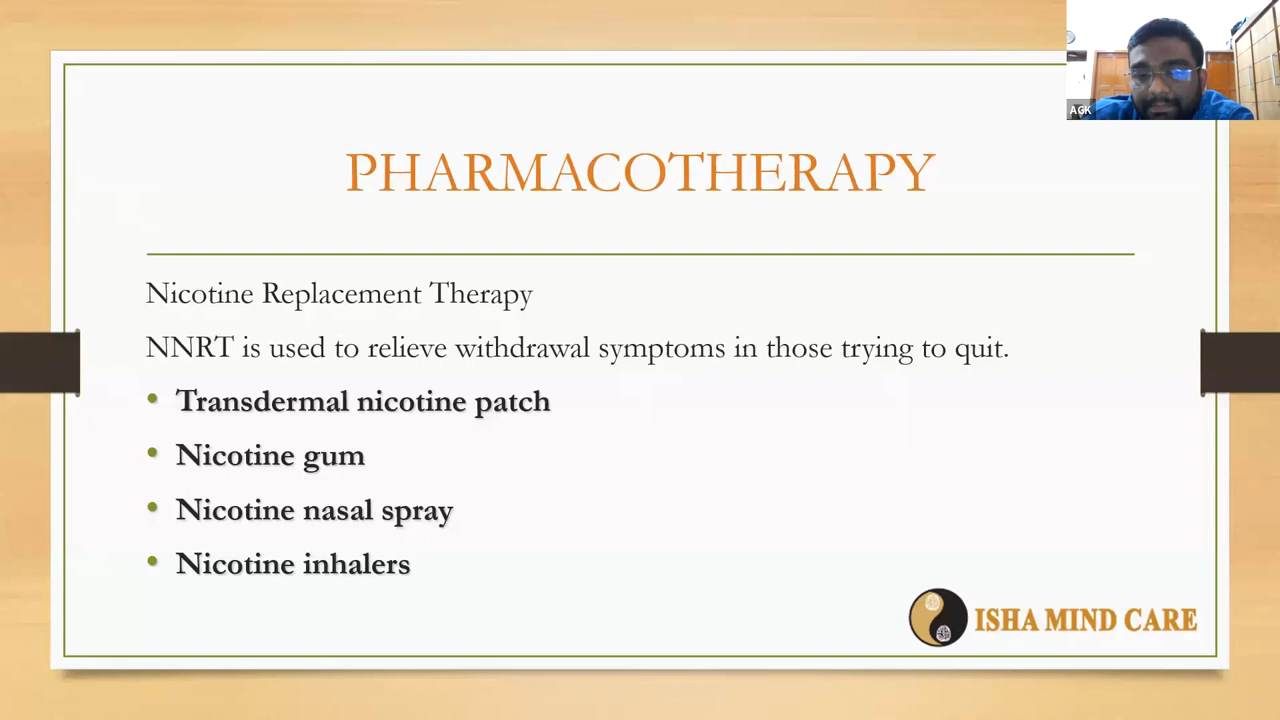 AGK
PHARMACOTHERAPY
Nicotine Replacement Therapy
NNRT is used to relieve withdrawal symptoms in those trying to quit.
• Transdermal nicotine patch
• Nicotine gum
• Nicotine nasal spray
• Nicotine inhalers
ISHA MIND CARE